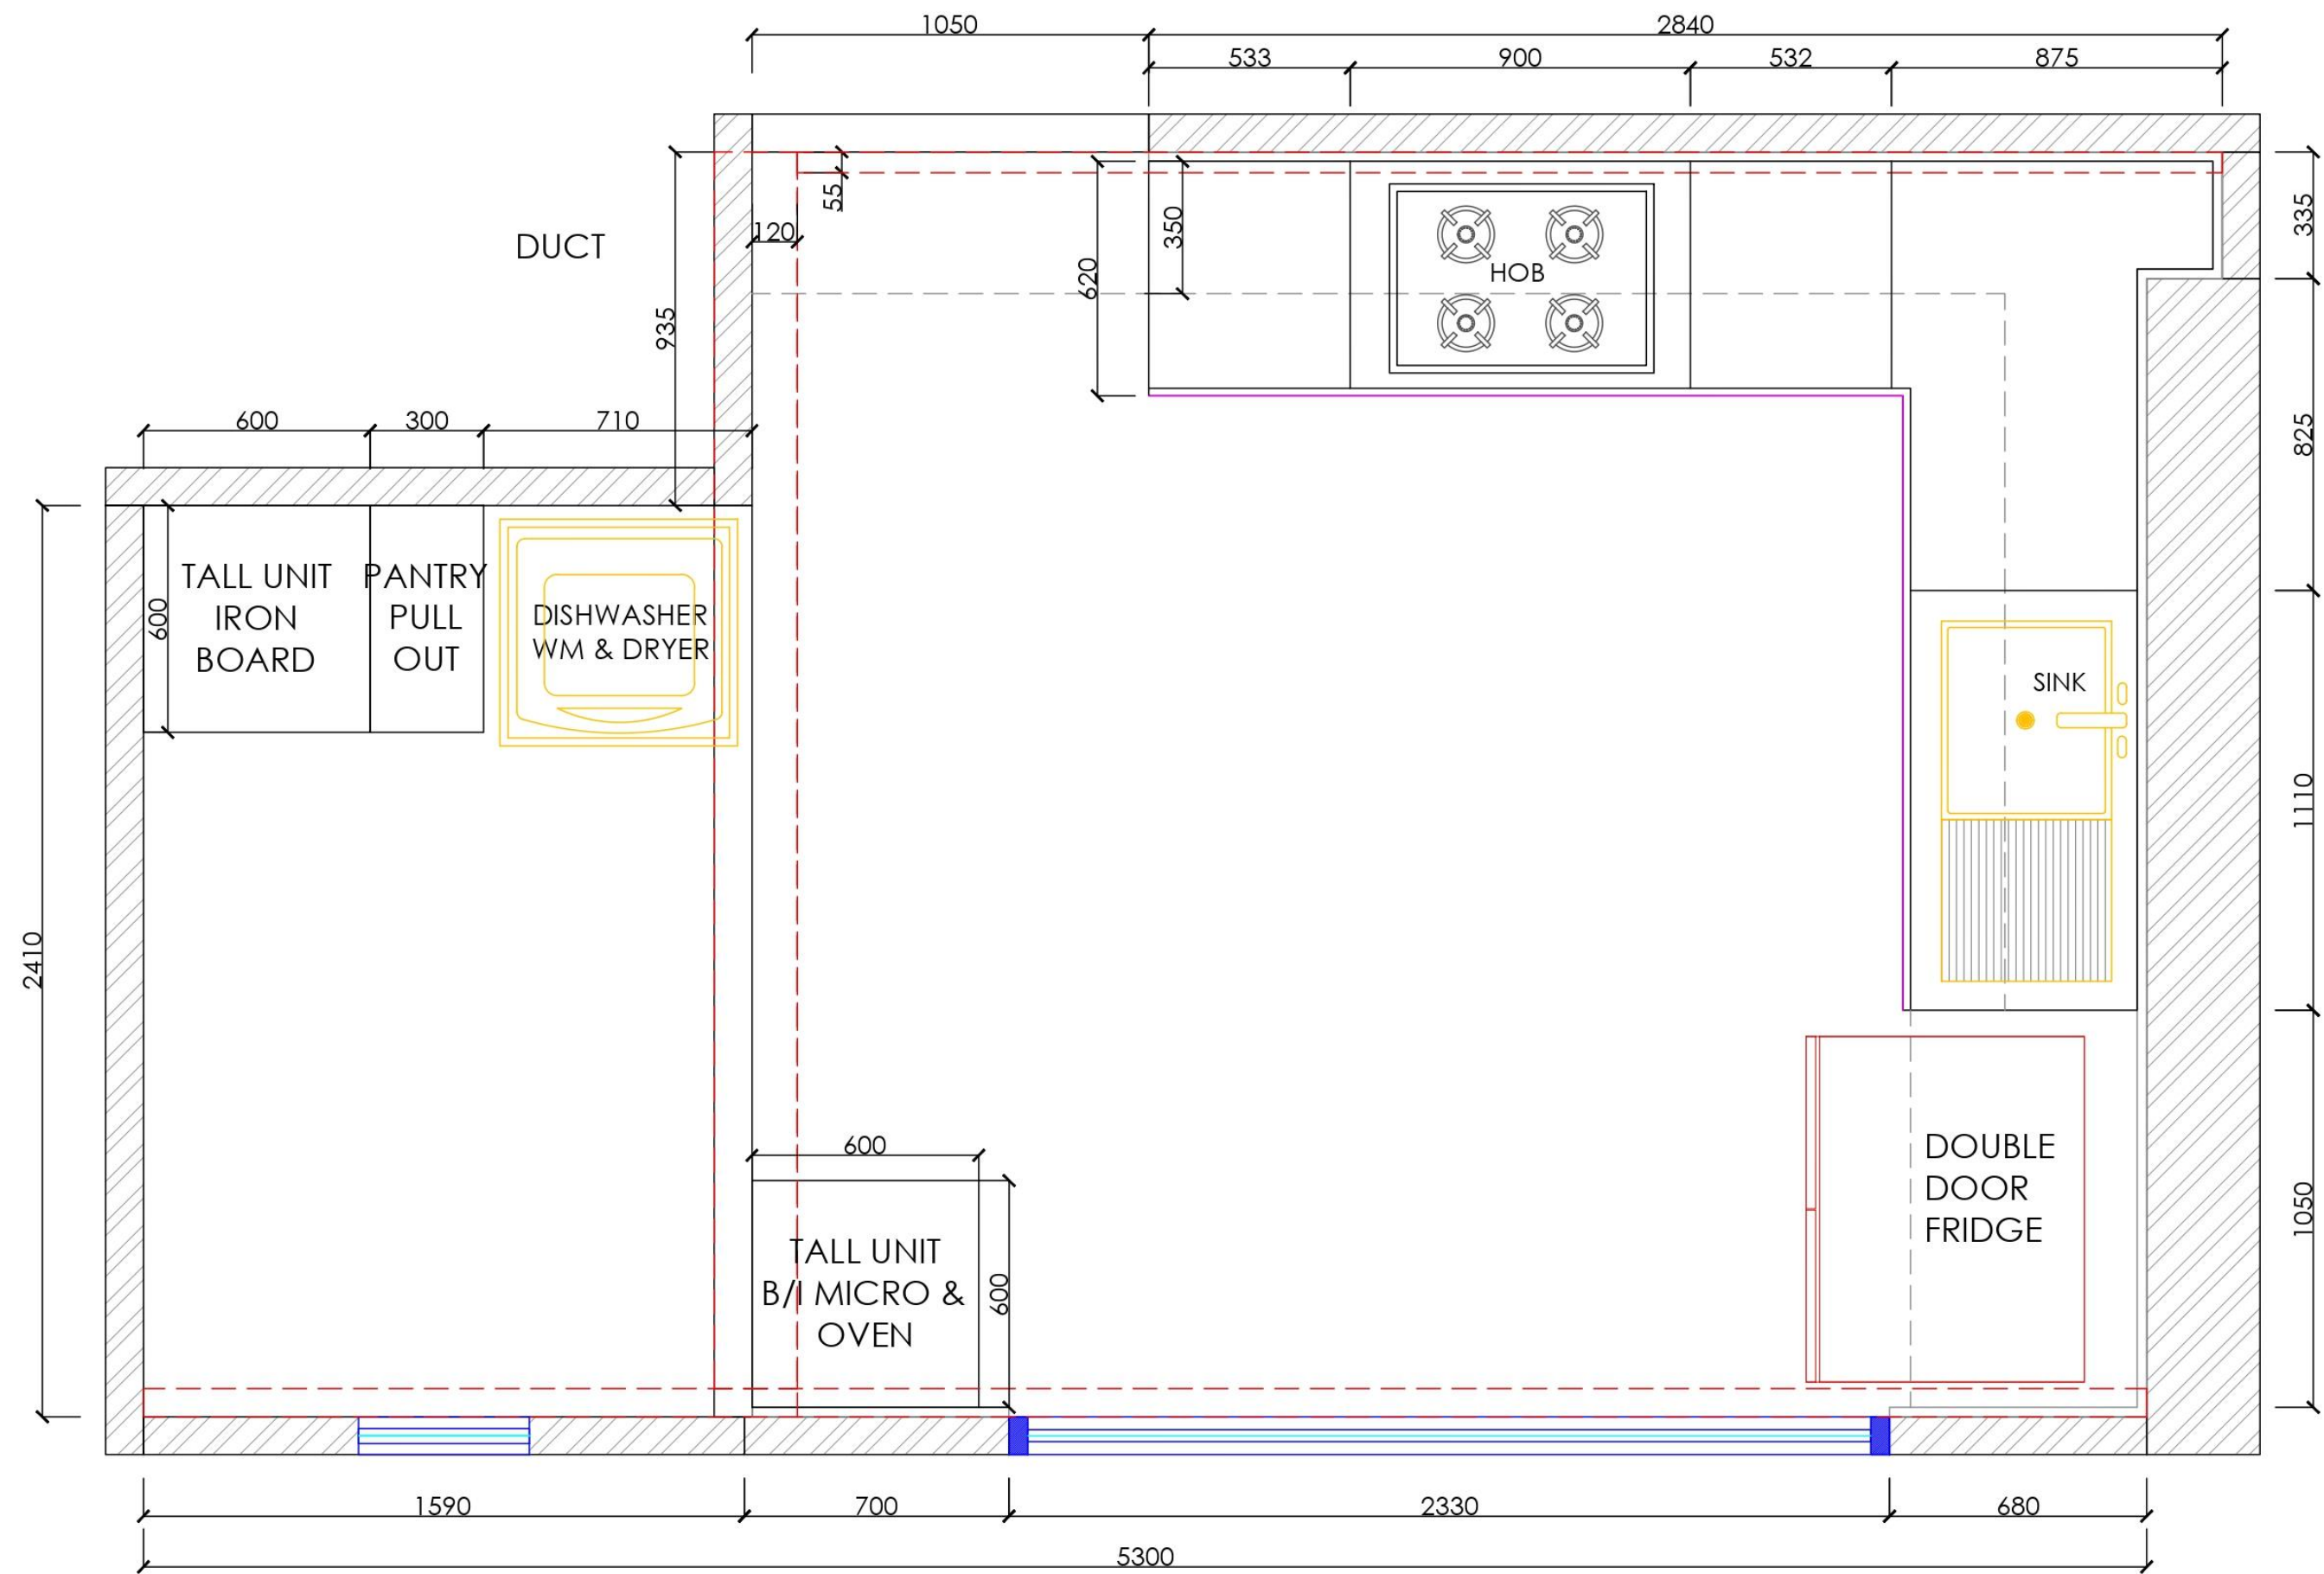 1050
2840
533
900
532
875
DUCT
935
120
55
620
350
HOB
335
825
600
300
710
TALL UNIT
IRON
BOARD
600
PANTRY
PULL
OUT
DISHWASHER
WM & DRYER
SINK
2410
1110
600
TALL UNIT
B/I MICRO &
OVEN
600
DOUBLE
DOOR
FRIDGE
1050
1590
700
2330
680
5300